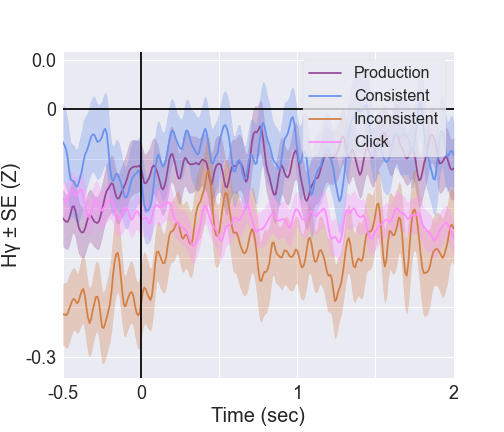 0.0
0
-0.3
Hγ ± SE (Z)
Production
Consistent
Inconsistent
Click
-0.5 0 1 2
Time (sec)